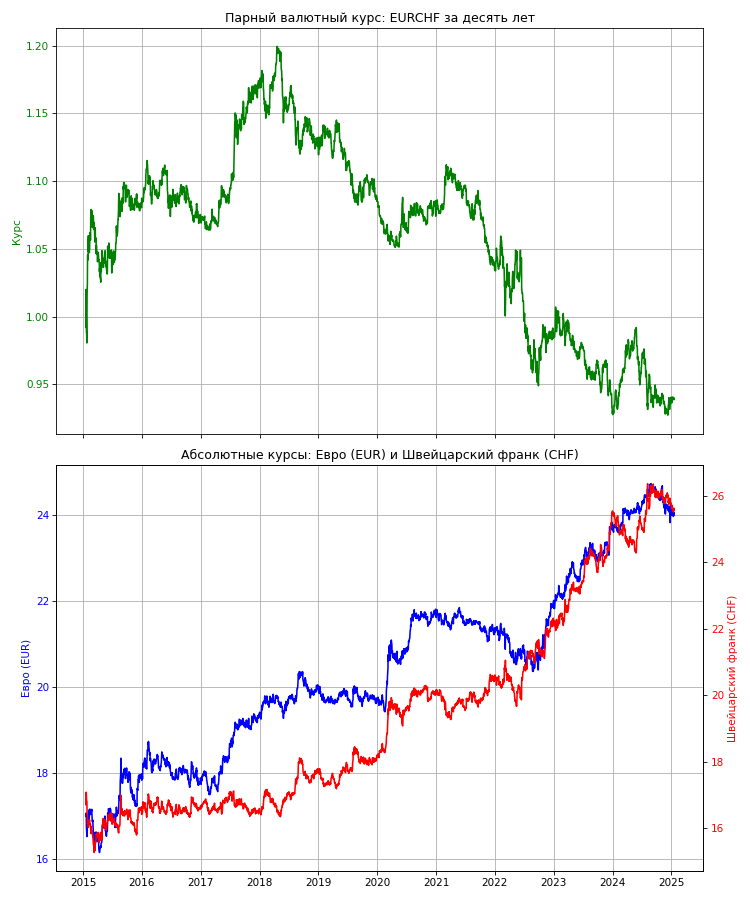 Парный валютный курс: EURCHF за десять лет
1.20
1.15
1.10
1.05
1.00
0.95
Курс
Абсолютные курсы: Евро (EUR) и Швейцарский франк (CHF)
24
22
20
18
16
Евро (EUR)
26
24
22
20
18
16
Швейцарский франк (CHF)
2015 2016 2017 2018 2019 2020 2021 2022 2023 2024 2025